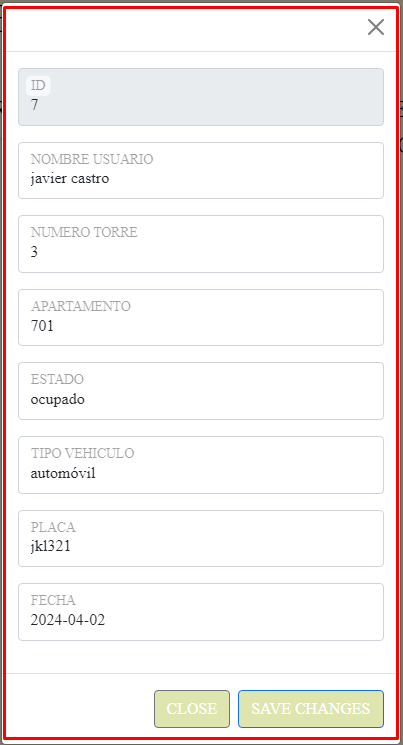 ID
7
NOMBRE USUARIO
javier castro
NUMERO TORRE
3
APARTAMENTO
701
ESTADO
ocupado
TIPO VEHICULO
automóvil
PLACA
jkl321
FECHA
2024-04-02
CLOSE SAVE CHANGES